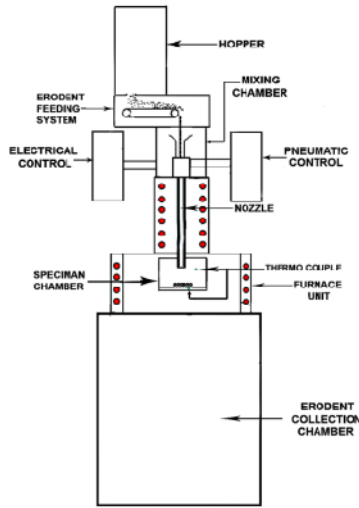 HOPPER
MIXING
CHAMBER
ERODENT
FEEDING
SYSTEM
ELECTRICAL
CONTROL
PNEUMATIC
CONTROL
NOZZLE
THERMO COUPLE
SPECIMAN
CHAMBER
FURNACE
UNIT
ERODENT
COLLECTION
CHAMBER